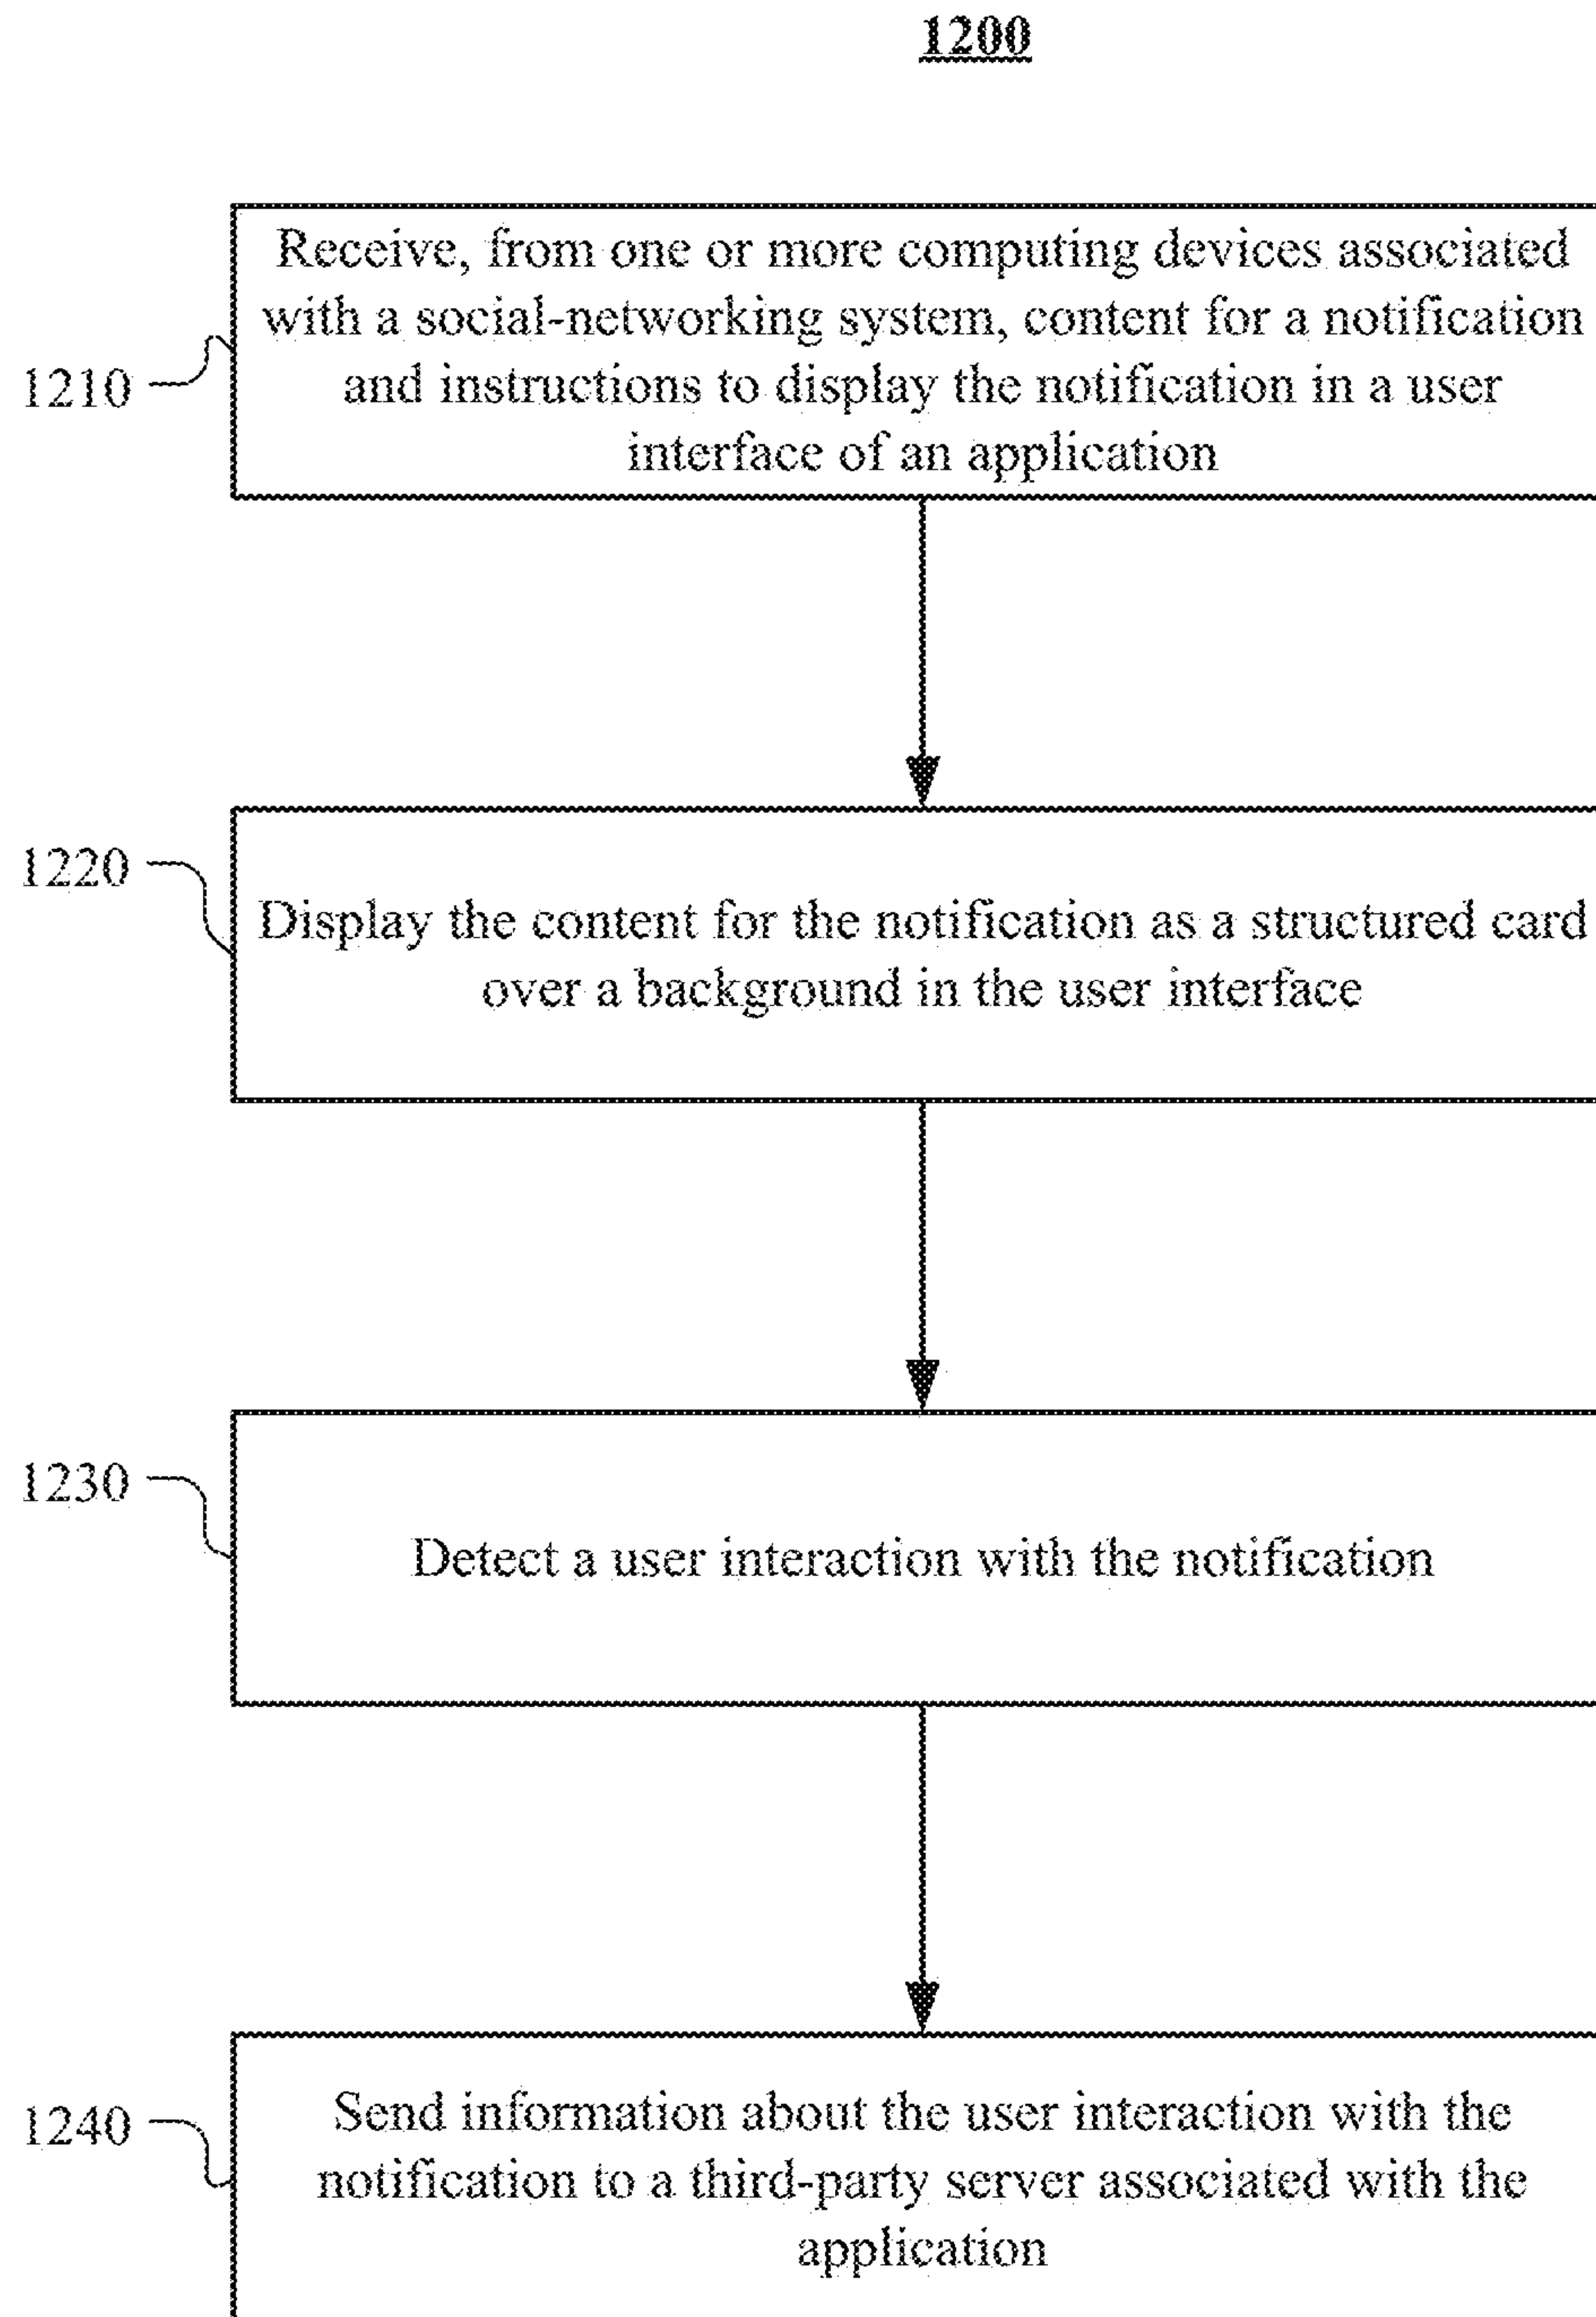 1200
Receive, from one or more computing devices associated
with a social-networking system, content for a notification
1210
and instructions to display the notification in a user
interface of an application
1220
Display the content for the notification as a structured card
over a background in the user interface
1230
Detect a user interaction with the notification
1240
Send information about the user interaction with the
notification to a third-party server associated with the
application